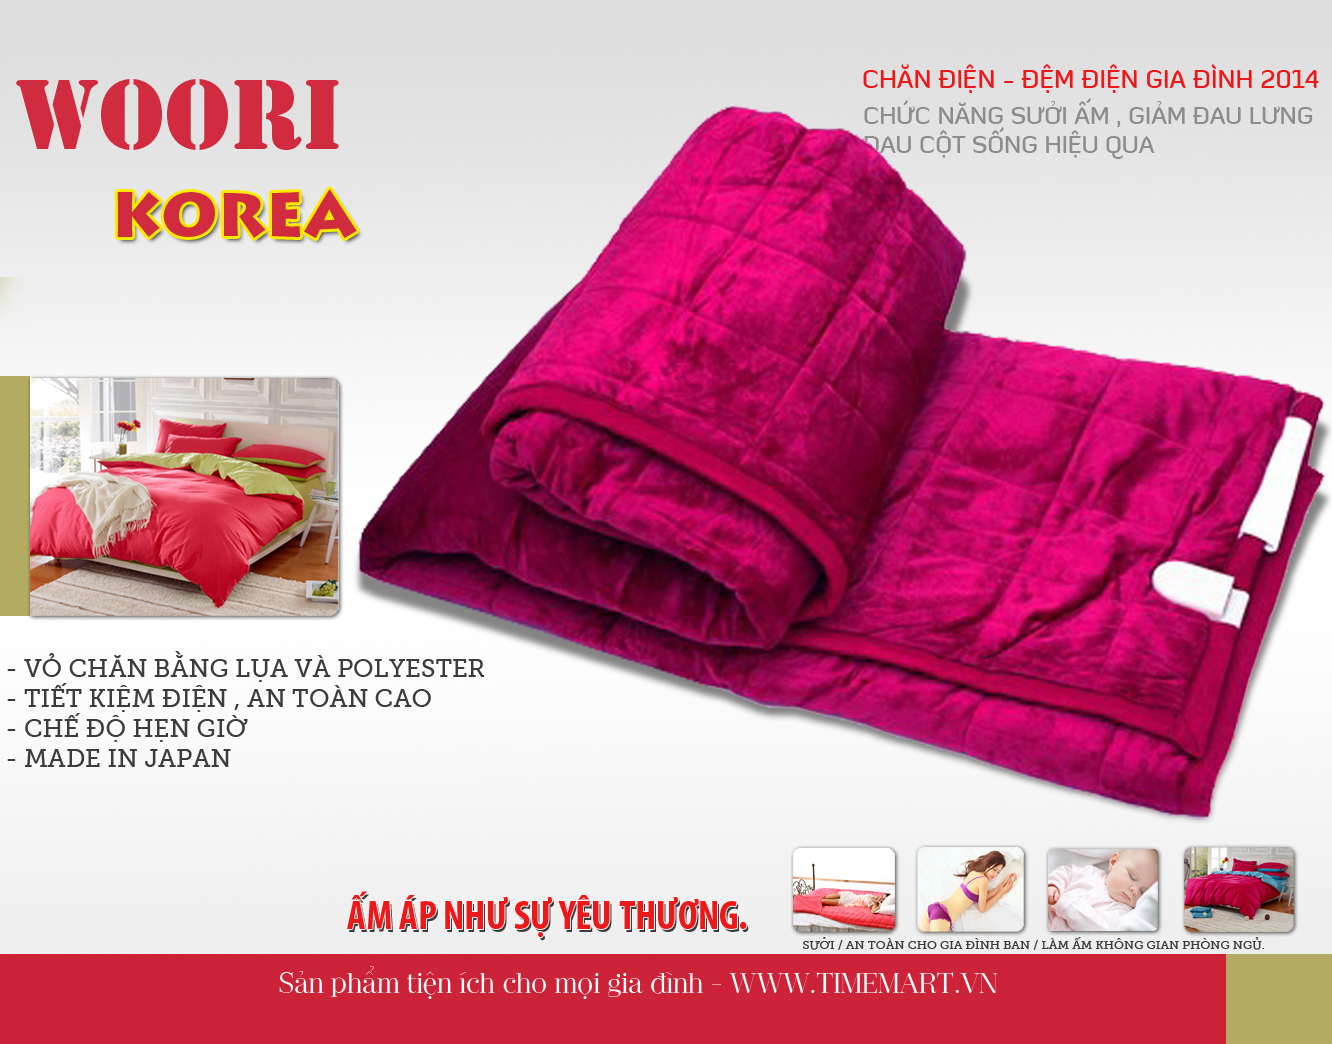 WOORI
KOREA
CHĂN ĐIỆN - ĐỆM ĐIỆN GIA ĐÌNH 2014
CHỨC NĂNG SƯỞI ẤM , GIẢM ĐAU LƯNG
ĐAU CỘT SỐNG HIỆU QUA
- VỎ CHĂN BẰNG LỤA VÀ POLYESTER
- TIẾT KIỆM ĐIỆN , AN TOÀN CAO
- CHẾ ĐỘ HẸN GIỜ
- MADE IN JAPAN
ẤM ÁP NHƯ SỰ YÊU THƯƠNG.
SƯỞI / AN TOÀN CHO GIA ĐÌNH BẠN / LÀM ẤM KHÔNG GIAN PHÒNG NGỦ.
Sản phẩm tiện ích cho mọi gia đình - WWW.TIMEMART.VN